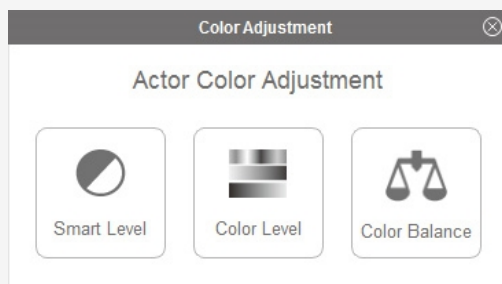 Color Adjustment
Actor Color Adjustment
Smart Level
Color Level
Color Balance